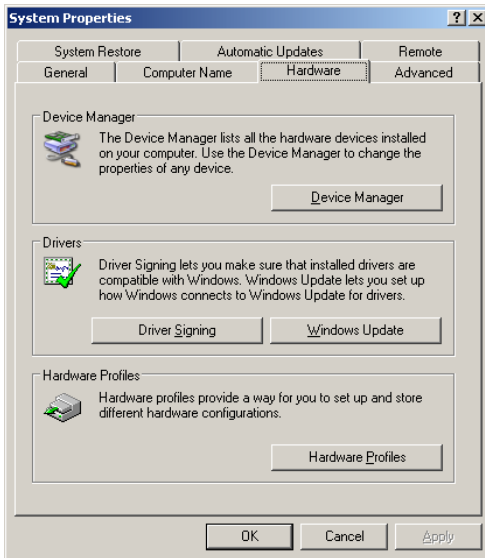 System Properties
System Restore Automatic Updates Remote
General Computer Name Hardware Advanced
Device Manager
The Device Manager lists all the hardware devices installed
on your computer. Use the Device Manager to change the
properties of any device.
Device Manager
Drivers
Driver Signing lets you make sure that installed drivers are
compatible with Windows. Windows Update lets you set up
how Windows connects to Windows Update for drivers.
Driver Signing Windows Update
Hardware Profiles
Hardware profiles provide a way for you to set up and store
different hardware configurations.
Hardware Profiles
OK Cancel Apply